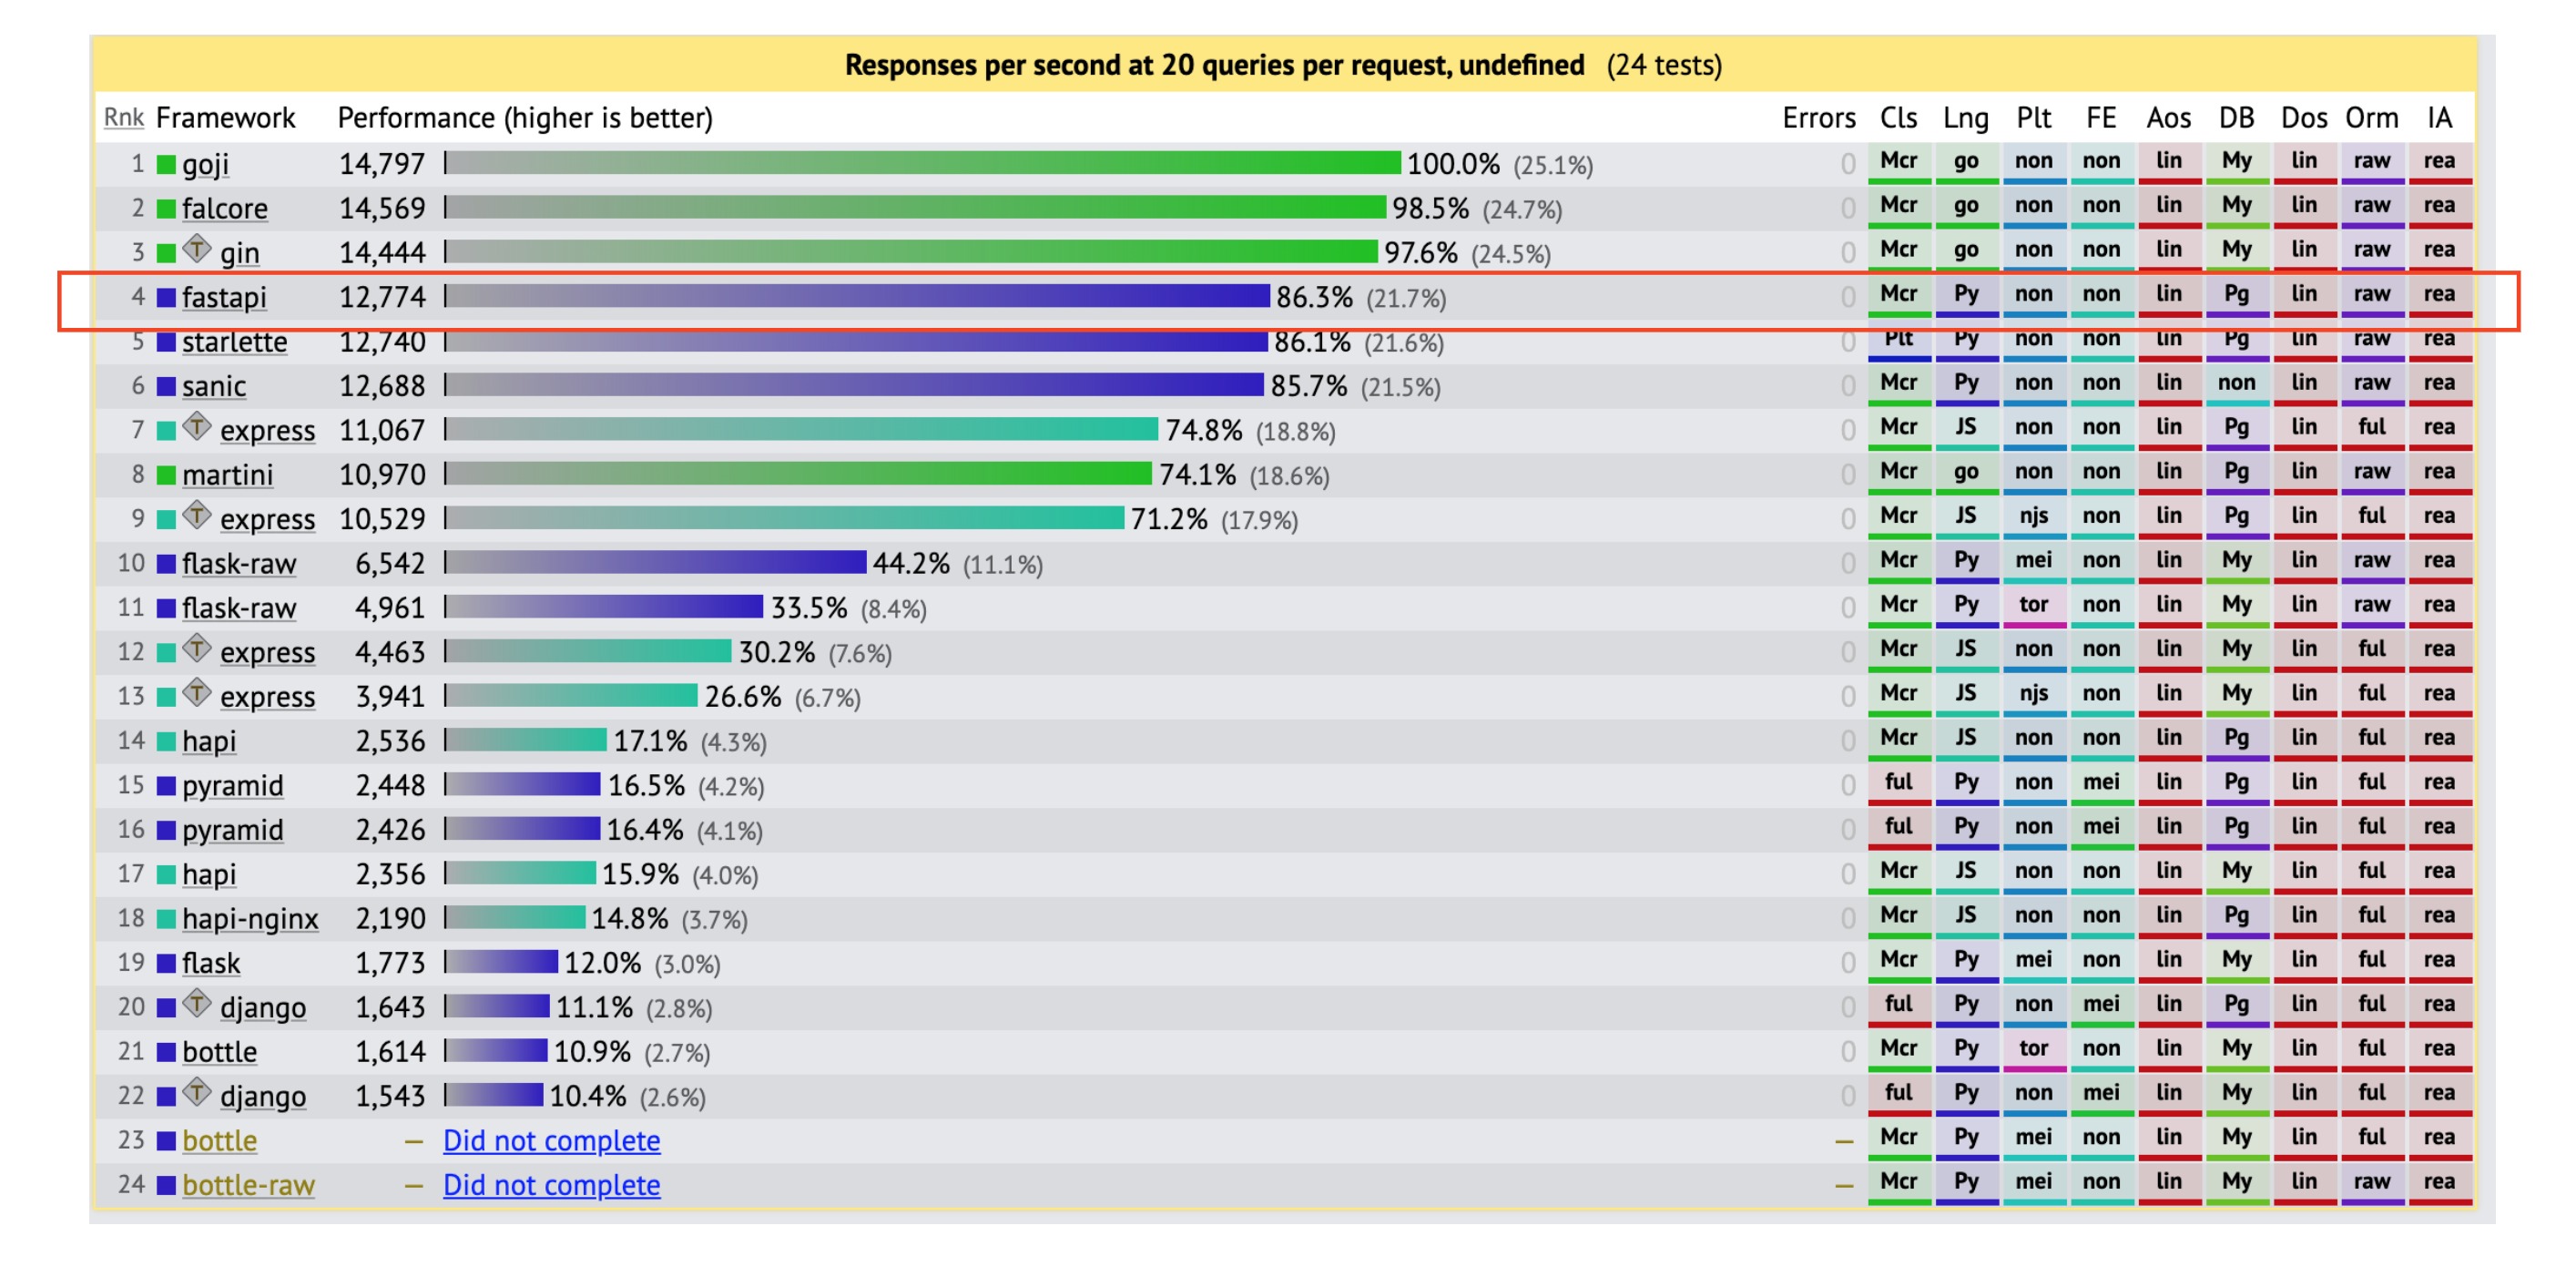 Responses per second at 20 queries per request, undefined (24 tests)
Rnk Framework Performance (higher is better) Errors Cls Lng Plt FE Aos DB Dos Orm IA
1 goji 14,797 100.0% (25.1%) 0 Mcr go non non lin My lin raw rea
2 falcore 14,569 98.5% (24.7%) 0 Mcr go non non lin My lin raw rea
3 T gin 14,444 97.6% (24.5%) 0 Mcr go non non lin My lin raw rea
4 fastapi 12,774 86.3% (21.7%) 0 Mcr Py non non lin Pg lin raw rea
5 starlette 12,740 86.1% (21.6%) 0 Plt Py non non lin Pg lin raw rea
6 sanic 12,688 85.7% (21.5%) 0 Mcr Py non non lin non lin raw rea
7 T express 11,067 74.8% (18.8%) 0 Mcr JS non non lin Pg lin ful rea
8 martini 10,970 74.1% (18.6%) 0 Mcr go non non lin Pg lin raw rea
9 T express 10,529 71.2% (17.9%) 0 Mcr JS njs non lin Pg lin ful rea
10 flask-raw 6,542 44.2% (11.1%) 0 Mcr Py mei non lin My lin raw rea
11 flask-raw 4,961 33.5% (8.4%) 0 Mcr Py tor non lin My lin raw rea
12 T express 4,463 30.2% (7.6%) 0 Mcr JS non non lin My lin ful rea
13 T express 3,941 26.6% (6.7%) 0 Mcr JS njs non lin My lin ful rea
14 hapi 2,536 17.1% (4.3%) 0 Mcr JS non non lin Pg lin ful rea
15 pyramid 2,448 16.5% (4.2%) 0 ful Py non mei lin Pg lin ful rea
16 pyramid 2,426 16.4% (4.1%) 0 ful Py non mei lin Pg lin ful rea
17 hapi 2,356 15.9% (4.0%) 0 Mcr JS non non lin My lin ful rea
18 hapi-nginx 2,190 14.8% (3.7%) 0 Mcr JS non non lin Pg lin ful rea
19 flask 1,773 12.0% (3.0%) 0 Mcr Py mei non lin My lin ful rea
20 T django 1,643 11.1% (2.8%) 0 ful Py non mei lin Pg lin ful rea
21 bottle 1,614 10.9% (2.7%) 0 Mcr Py tor non lin My lin ful rea
22 T django 1,543 10.4% (2.6%) 0 ful Py non mei lin My lin ful rea
23 bottle — Did not complete — Mcr Py mei non lin My lin ful rea
24 bottle-raw — Did not complete — Mcr Py mei non lin My lin raw rea